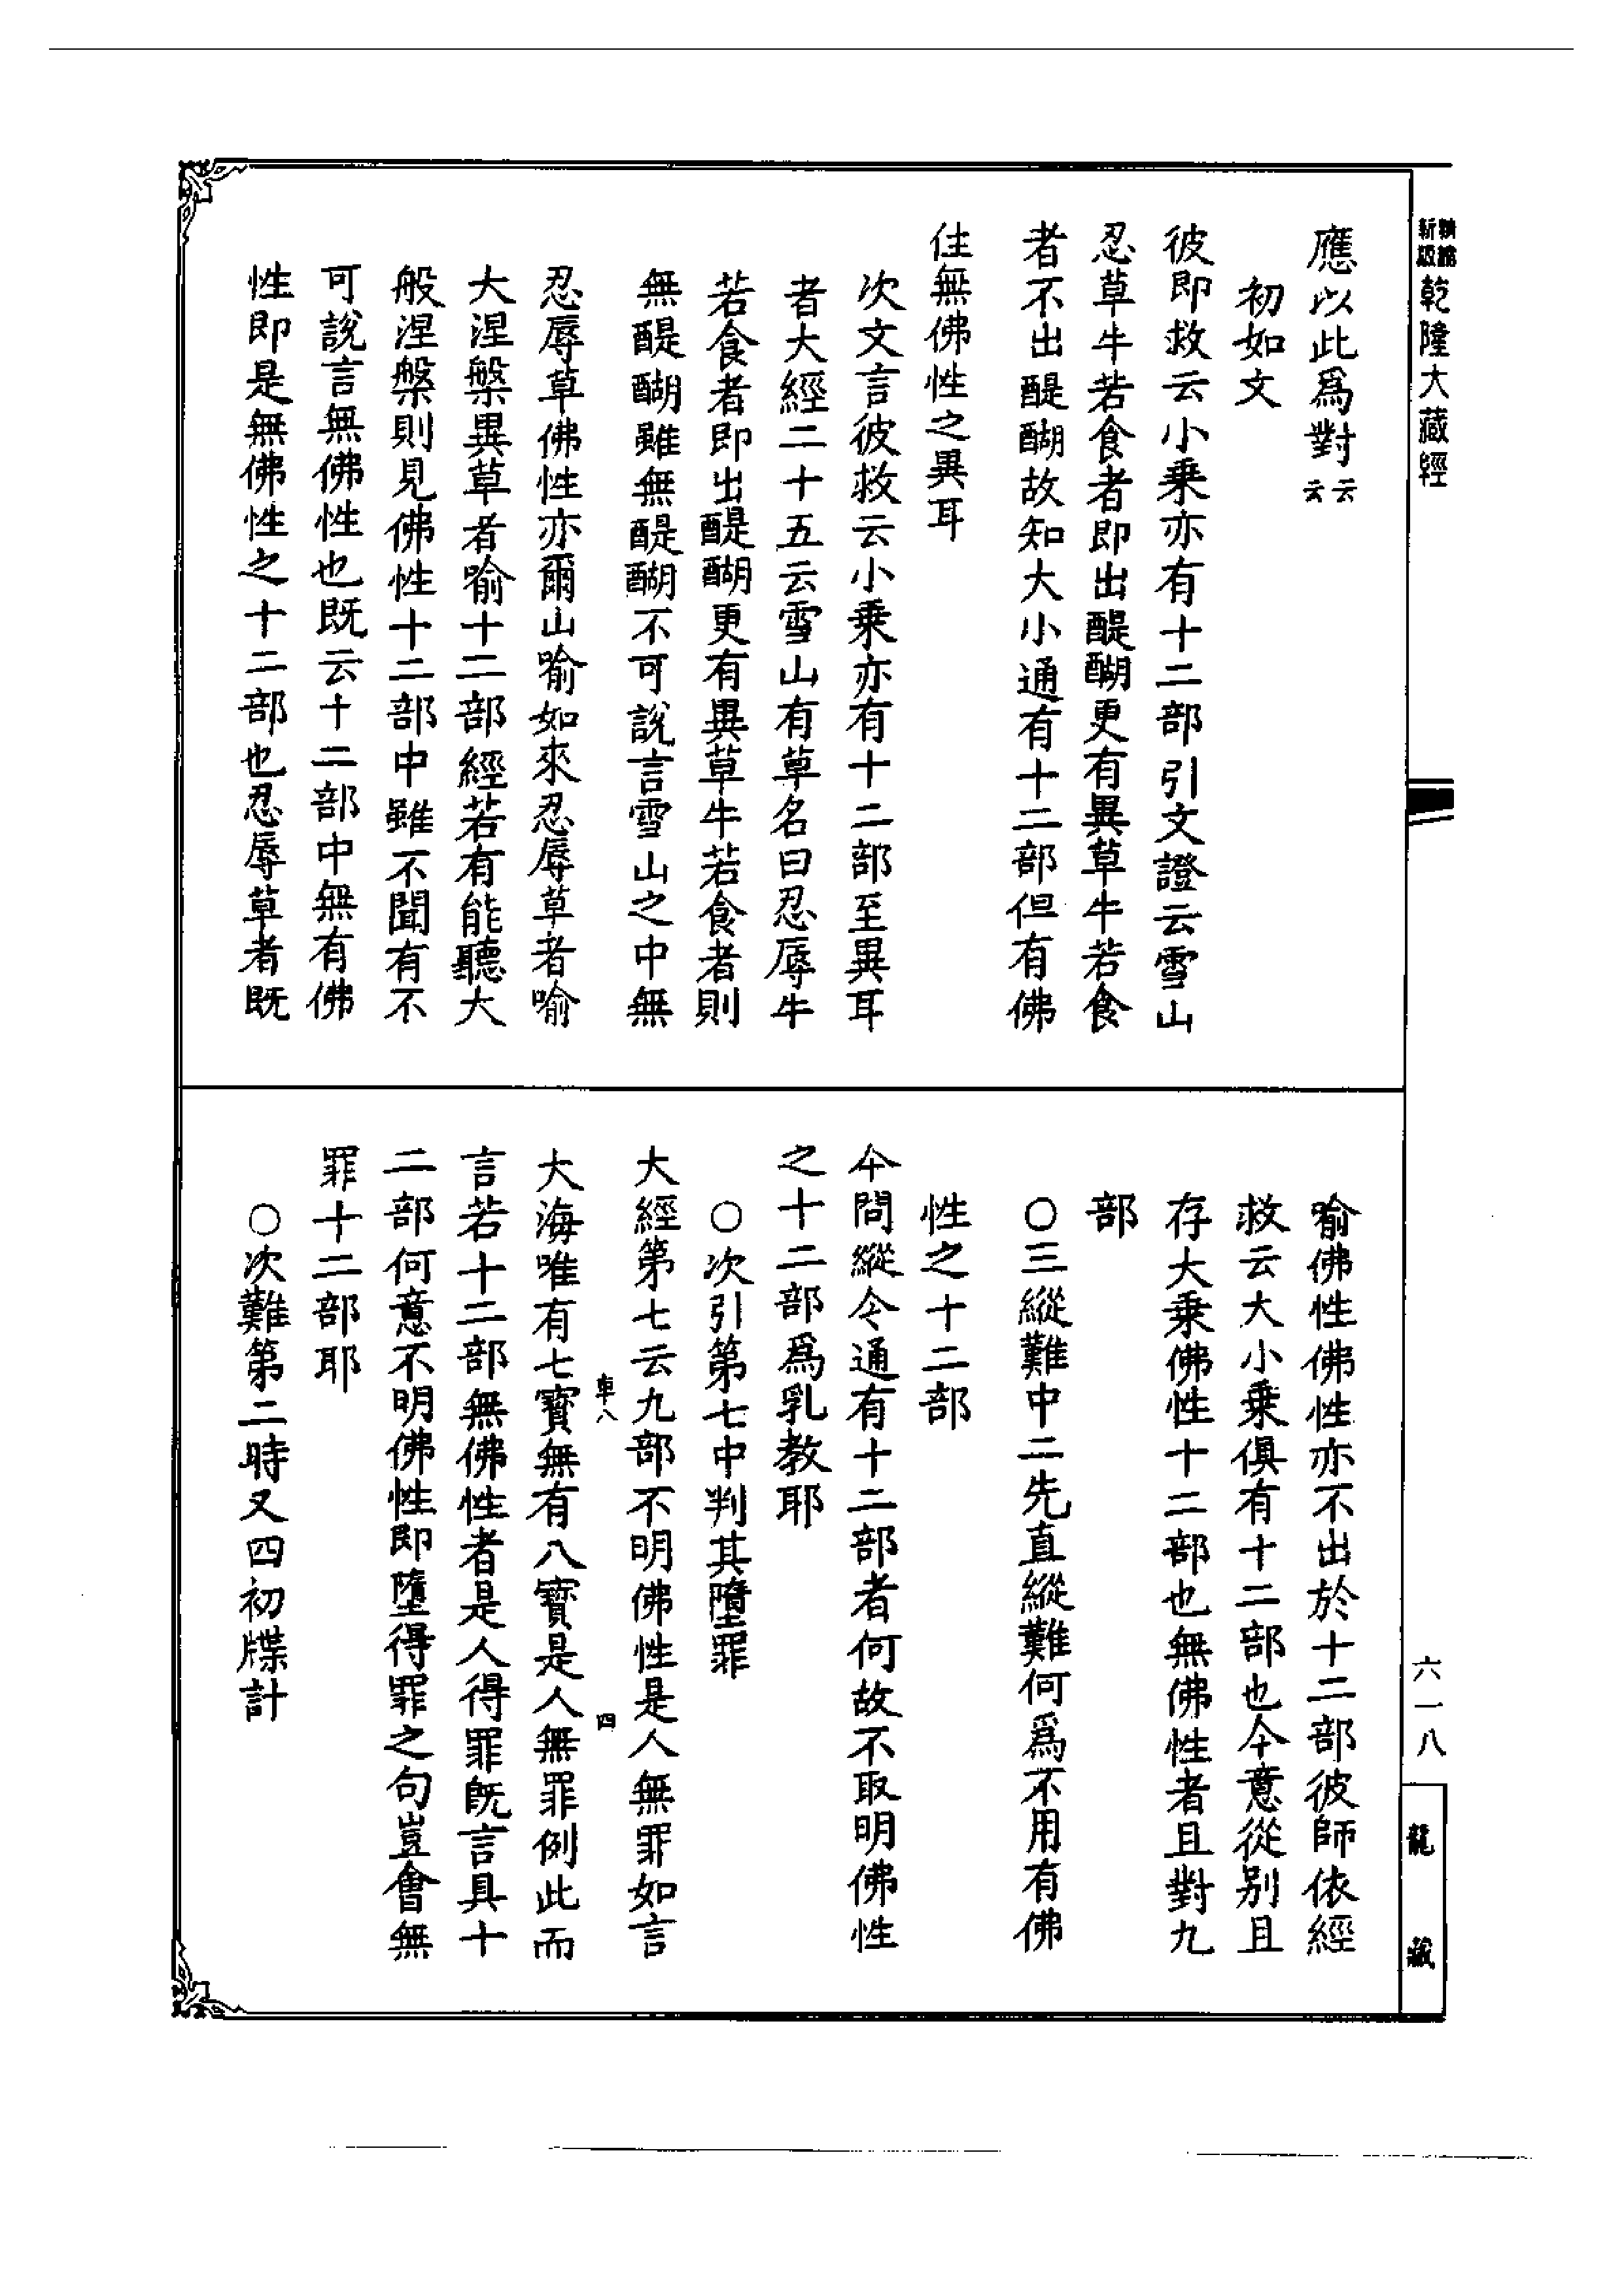 新編縮版乾隆大藏經
應以此爲對云云
初如文
彼即救云小乘亦有十二部引文證云雪山
忍草牛若食者即出醍醐更有異草牛若食
者不出醍醐故知大小通有十二部但有佛
性無佛性之異耳
次文言彼救云小乘亦有十二部至異耳
者大經二十五云雪山有草名曰忍辱牛
若食者即出醍醐更有異草牛若食者則
無醍醐雖無醍醐不可說言雪山之中無
忍辱草佛性亦爾山喻如來忍辱草者喻
大涅槃異草者喻十二部經若有能聽大
般涅槃則見佛性十二部中雖不聞有不
可說言無佛性也既云十二部中無有佛
性即是無佛性之十二部也忍辱草者既
喻佛性佛性亦不出於十二部彼師依經
救云大小乘俱有十二部也今意從別且
存大乘佛性十二部也無佛性者且對九
部
〇三縱難中二先直縱難何爲不用有佛
性之十二部
今問縱令通有十二部者何故不取明佛性
之十二部爲乳教耶
〇次引第七中判其墮罪
大經第七云九部不明佛性是人無罪如言
車八 四
大海唯有七寶無有八寶是人無罪例此而
言若十二部無佛性者是人得罪既言具十
二部何意不明佛性即墮得罪之句豈會無
罪十二部耶
〇次難第二時又四初牒計
六一八
龍藏